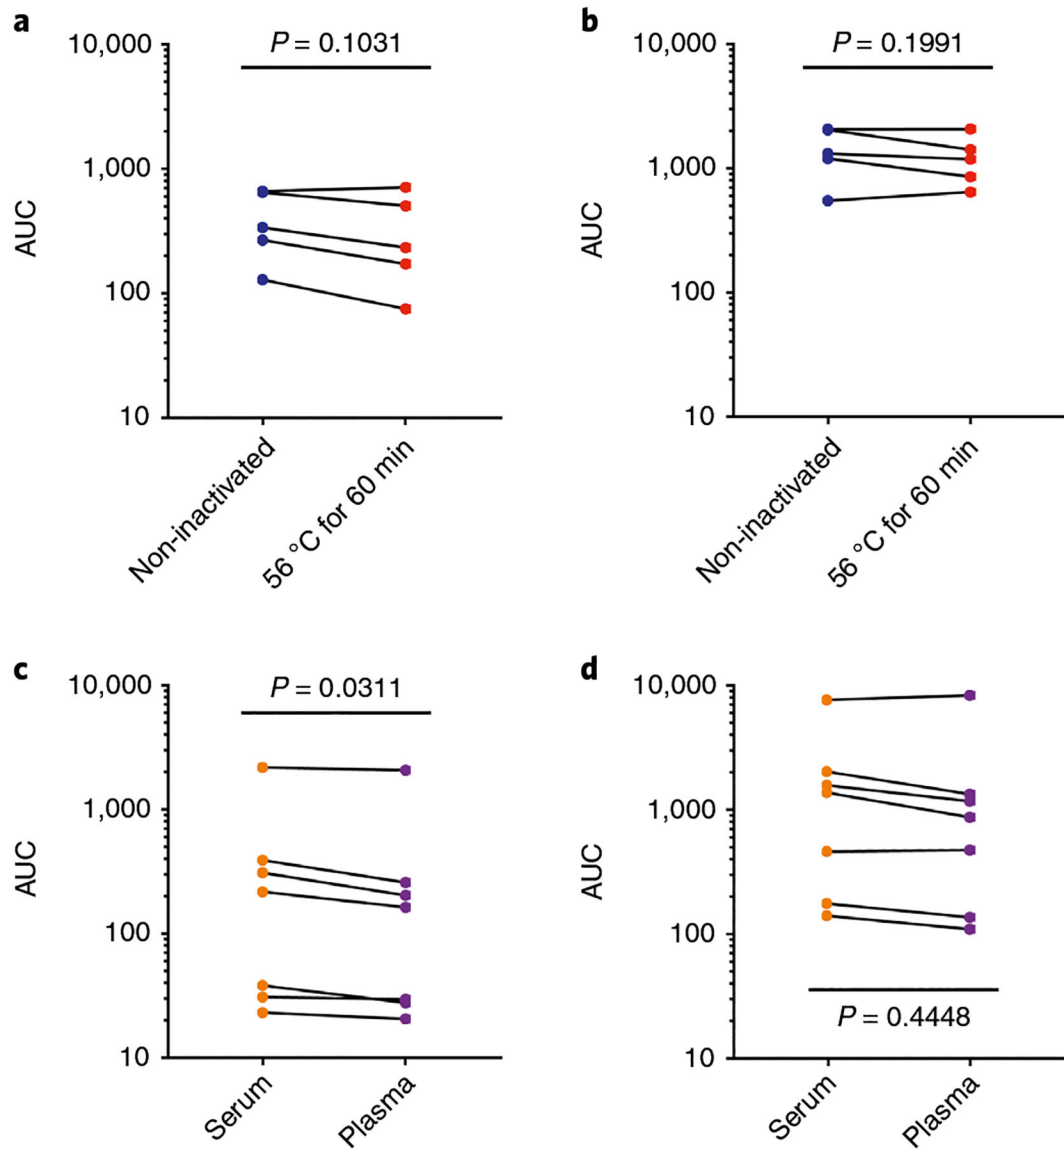 a
P = 0.1031
10,000
1,000
100
10
AUC
Non-inactivated
56 °C for 60 min
b
P = 0.1991
10,000
1,000
100
10
AUC
Non-inactivated
56 °C for 60 min
c
P = 0.0311
10,000
1,000
100
10
AUC
Serum
Plasma
d
10,000
1,000
100
10
AUC
P = 0.4448
Serum
Plasma